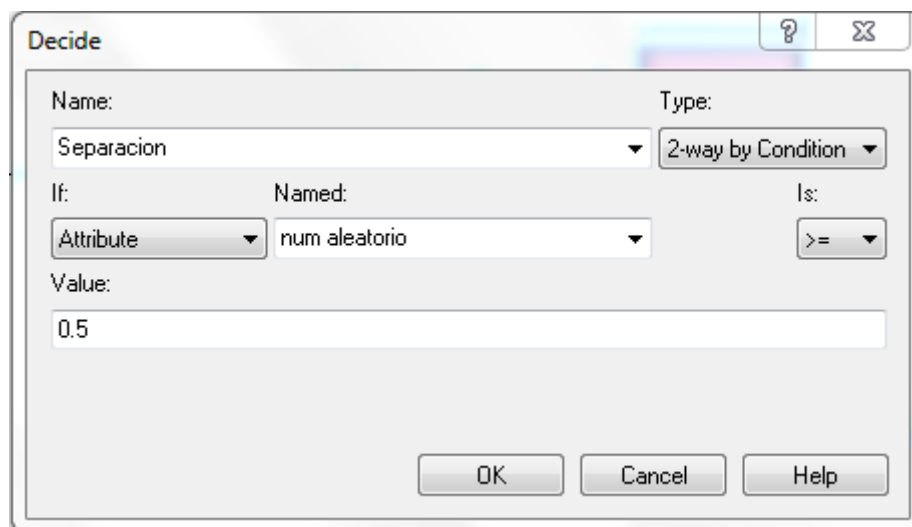 Decide
Name: Type:
Separacion 2-way by Condition
If: Named: Is:
Attribute num aleatorio >=
Value:
0.5
OK Cancel Help